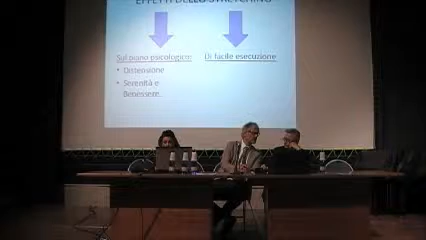 EFFETTI DELLO STRETCHING
Sul piano psicologico:
• Distensione
• Serenità e
Benessere.
Di facile esecuzione